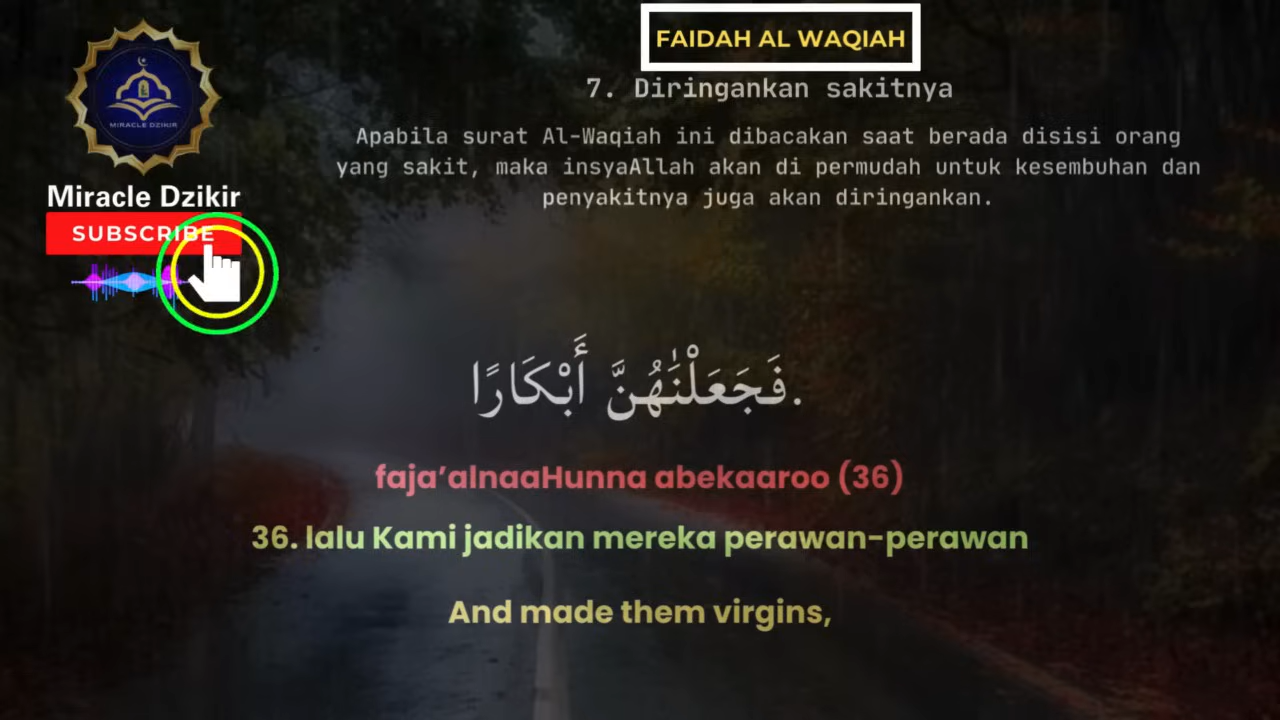 FAIDAH AL WAQIAH
7. Diringankan sakitnya
Apabila surat Al-Waqiah ini dibacakan saat berada disisi orang
yang sakit, maka insyaAllah akan di permudah untuk kesembuhan dan
penyakitnya juga akan diringankan.
MIRACLE DZIKIR
Miracle Dzikir
SUBSCRIBE
فَجَعَلْنَٰهُنَّ أَبْكَارًا.
faja’alnaaHunna abekaaroo (36)
36. lalu Kami jadikan mereka perawan-perawan
And made them virgins,